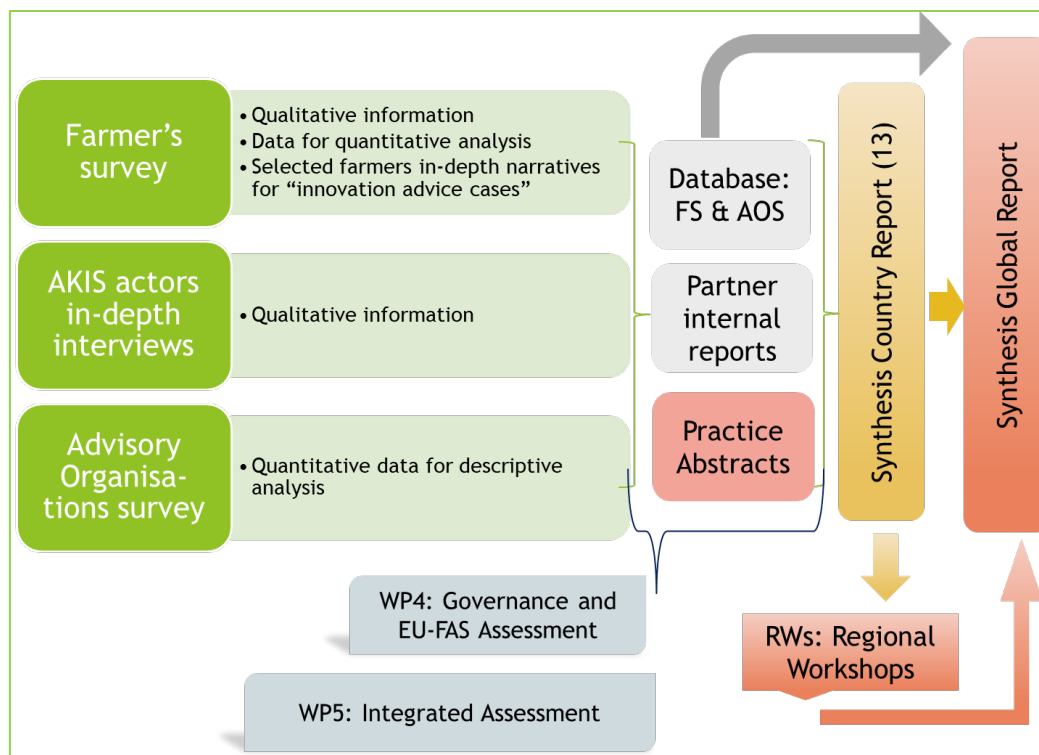 Farmer's
survey
• Qualitative information
• Data for quantitative analysis
• Selected farmers in-depth narratives
for “innovation advice cases”
AKIS actors
in-depth
interviews
• Qualitative information
Advisory
Organisa-
tions survey
• Quantitative data for descriptive
analysis
Database:
FS & AOS
Partner
internal
reports
Practice
Abstracts
Synthesis Country Report (13)
Synthesis Global Report
WP4: Governance and
EU-FAS Assessment
WP5: Integrated Assessment
RWs: Regional
Workshops